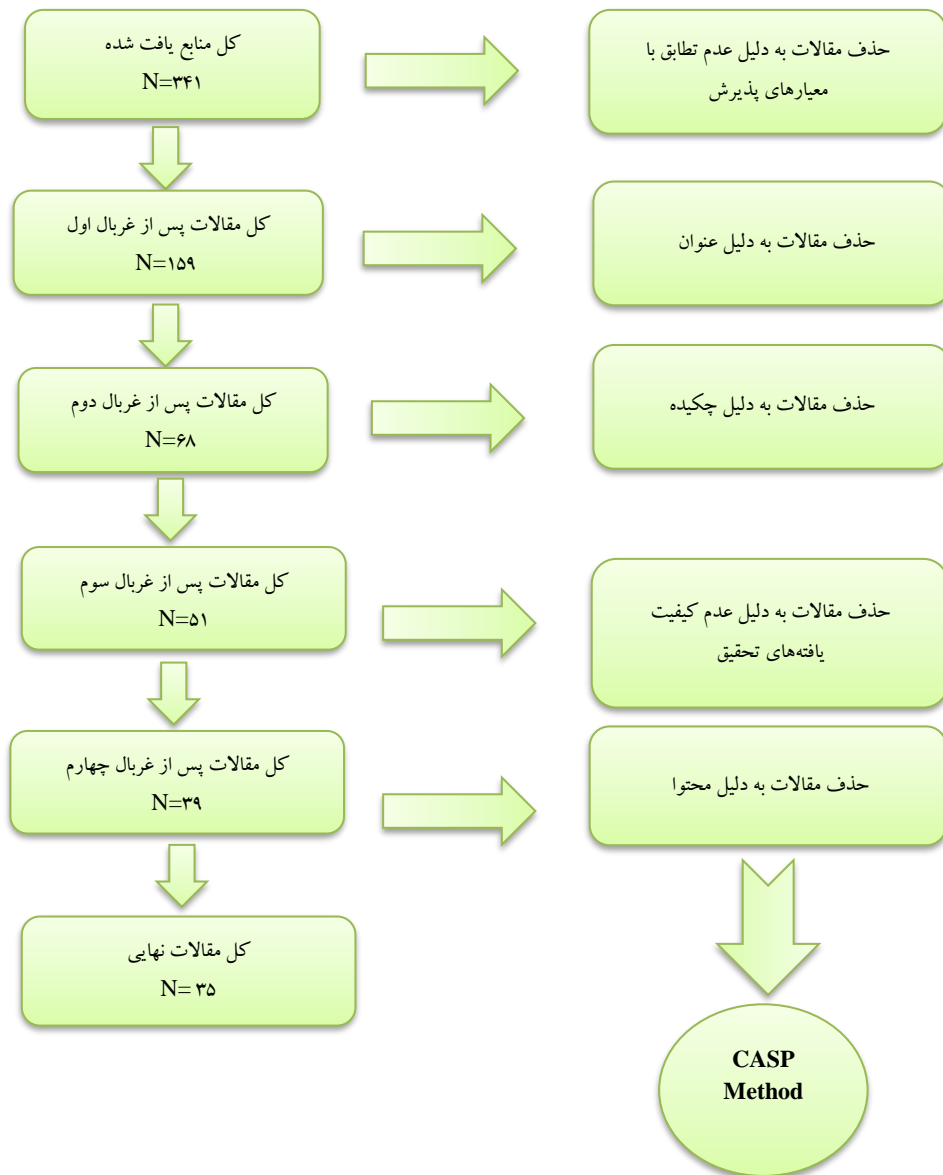 کل منابع یافت شده
N=۳۴۱
حذف مقالات به دلیل عدم تطابق با
معیارهای پذیرش
کل مقالات پس از غربال اول
N=۱۵۹
حذف مقالات به دلیل عنوان
کل مقالات پس از غربال دوم
N=۶۸
حذف مقالات به دلیل چکیده
کل مقالات پس از غربال سوم
N=۵۱
حذف مقالات به دلیل عدم کیفیت
یافته‌های تحقیق
کل مقالات پس از غربال چهارم
N=۳۹
حذف مقالات به دلیل محتوا
کل مقالات نهایی
N= ۳۵
CASP
Method